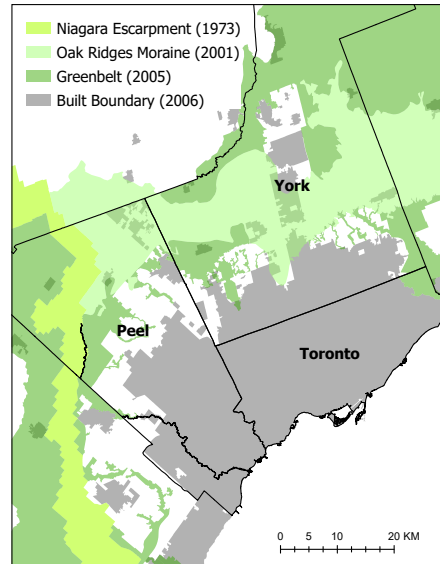 Niagara Escarpment (1973)
Oak Ridges Moraine (2001)
Greenbelt (2005)
Built Boundary (2006)
York
Peel
Toronto
0 5 10 20 KM